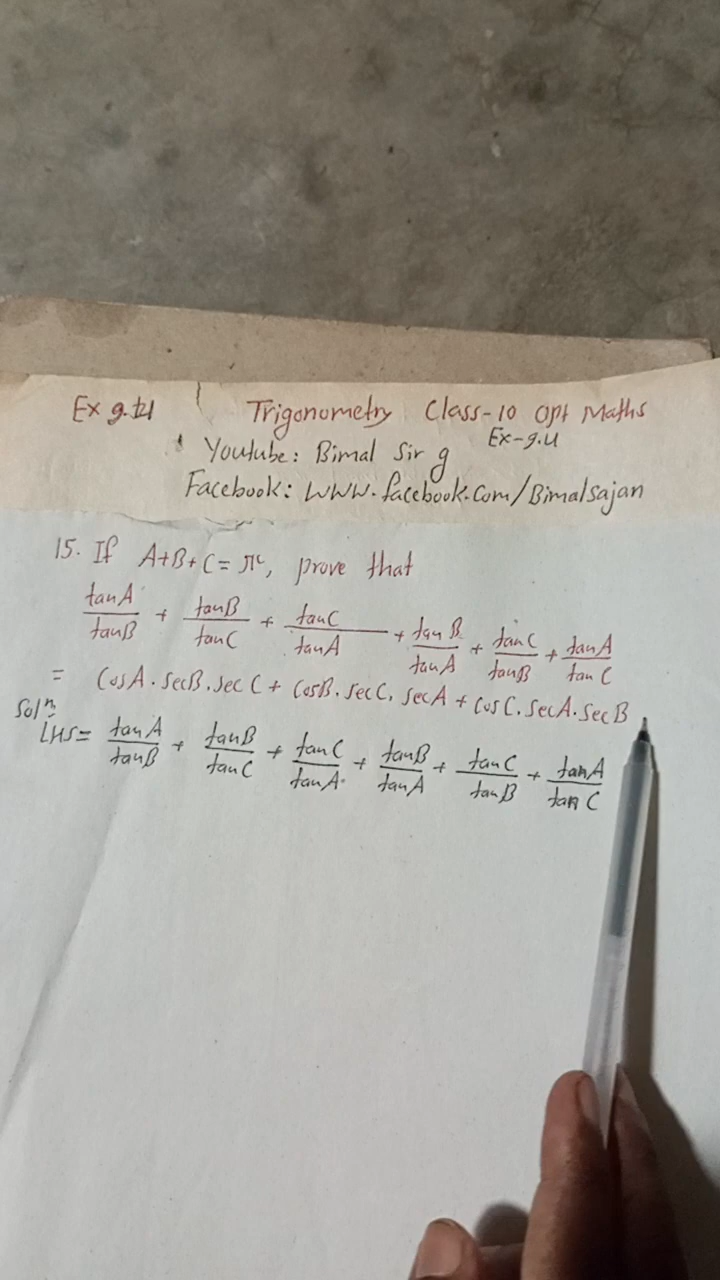 Ex 9.4 Trigonometry Class-10 Opt Maths
Ex-9.4
Youtube: Bimal Sir g
Facebook: WWW.facebook.Com/Bimalsajan
15. If A+B+C = πᶜ, prove that
tanA/tanB + tanB/tanC + tanC/tanA + tanB/tanA + tanC/tanB + tanA/tanC
= CosA . SecB . Sec C + CosB . SecC . SecA + CosC . SecA . SecB
Solⁿ
LHS = tanA/tanB + tanB/tanC + tanC/tanA + tanB/tanA + tanC/tanB + tanA/tanC